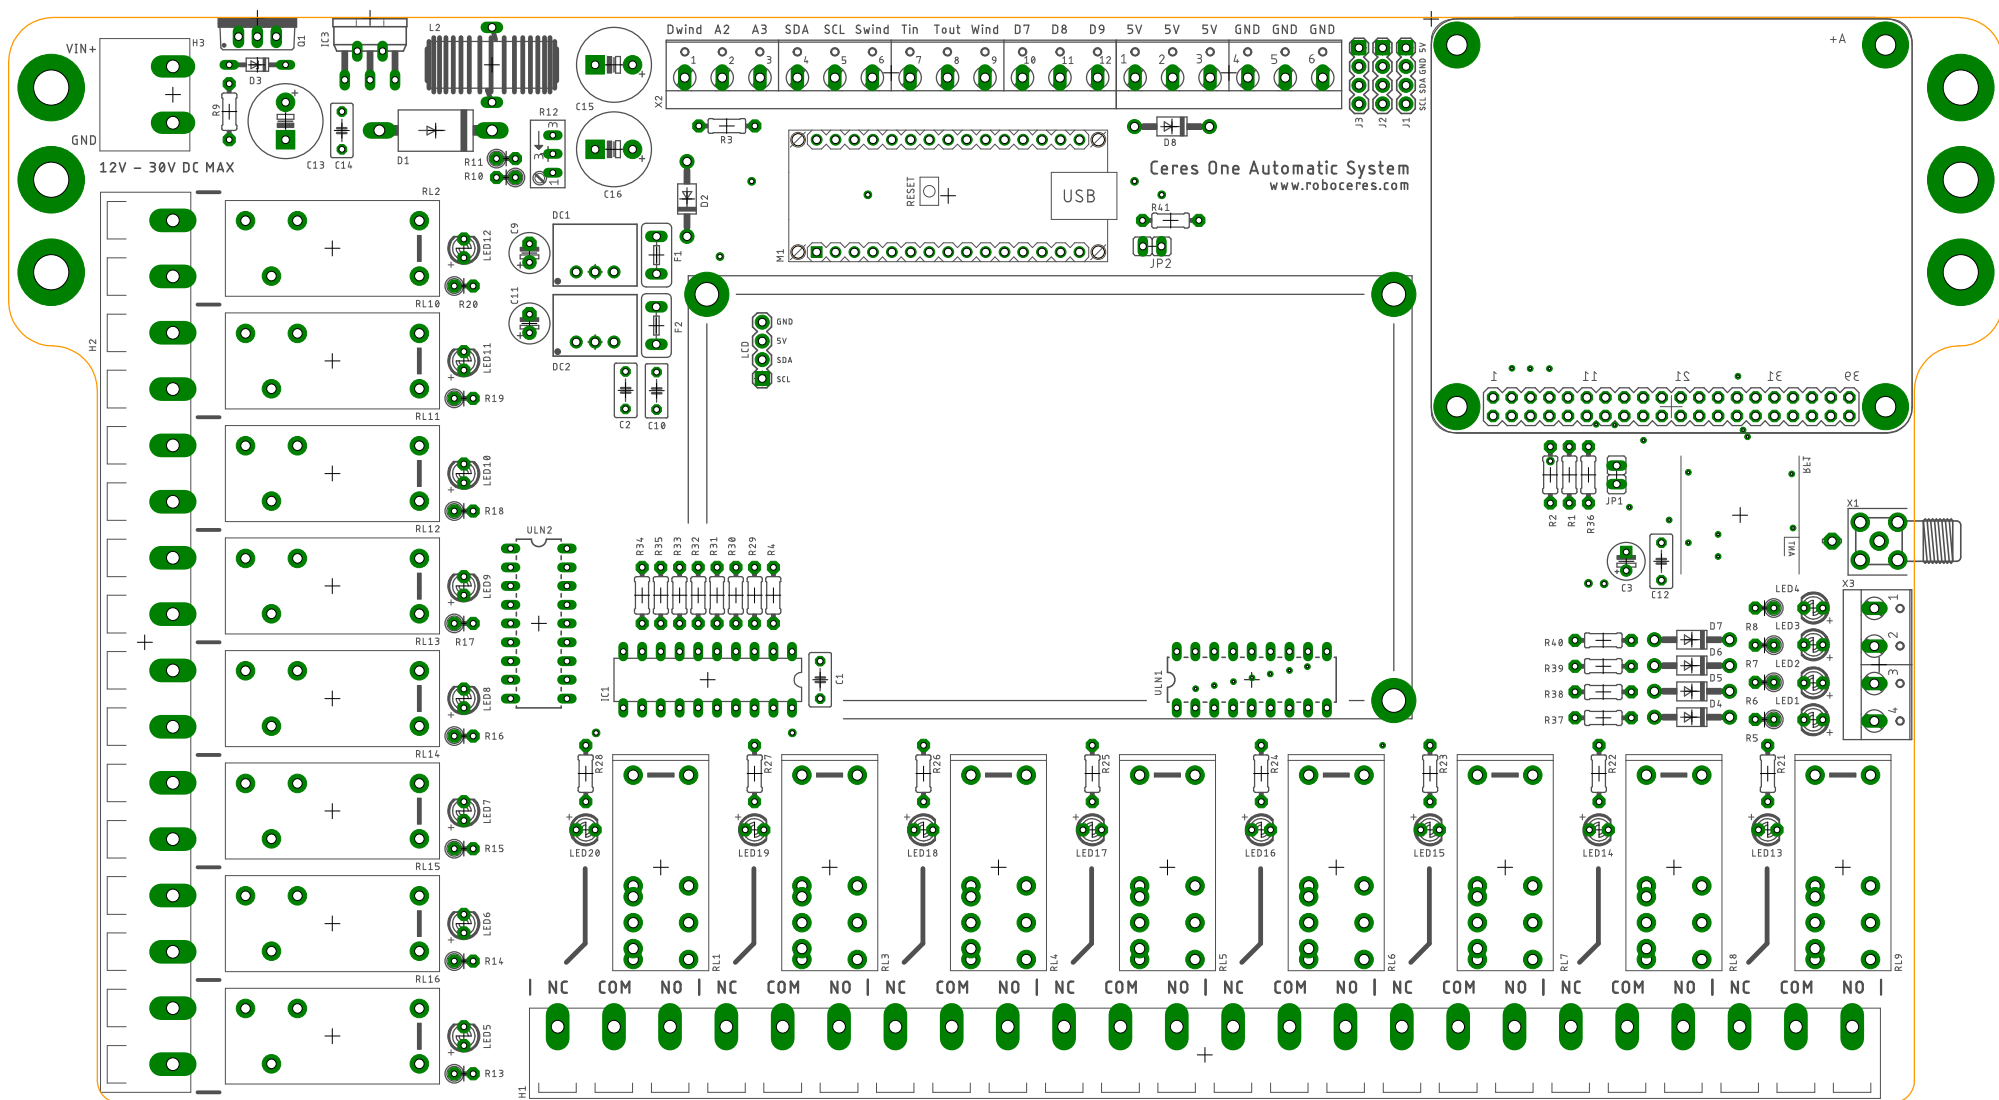 VIN+
H3
GND
12V – 30V DC MAX
D3
Q1
IC3
L2
R9
C13
C14
D1
R11
R10
R12
3
3
1
C15
C16
Dwind A2 A3 SDA SCL Swind Tin Tout Wind D7 D8 D9 5V 5V 5V GND GND GND
1 2 3 4 5 6 7 8 9 10 11 12 1 2 3 4 5 6
X2
R3
D8
D2
J3 J2 J1
5V
GND
SDA
SCL
A+
Ceres One Automatic System
www.roboceres.com
RESET
USB
M1
R41
JP2
H2
RL2
LED12
R20
RL10
LED11
R19
RL11
LED10
R18
RL12
LED9
R17
RL13
LED8
R16
RL14
LED7
R15
RL15
LED6
R14
RL16
LED5
R13
C9
DC1
F1
C11
DC2
F2
C2
C10
LCD
GND
5V
SDA
SCL
1 11 21 31 39
R2
R1
R36
JP1
RF1
ANT
X1
C3
C12
X3
1
2
3
4
LED4
R8
LED3
R7
LED2
R6
LED1
R5
D7
D6
D5
D4
R40
R39
R38
R37
ULN2
R34 R35 R33 R32 R31 R30 R29 R4
IC1
C1
ULN1
R28 R27 R26 R25 R24 R23 R22 R21
LED20 LED19 LED18 LED17 LED16 LED15 LED14 LED13
RL1 RL3 RL4 RL5 RL6 RL7 RL8 RL9
| NC COM NO | NC COM NO | NC COM NO | NC COM NO | NC COM NO | NC COM NO | NC COM NO | NC COM NO |
H1